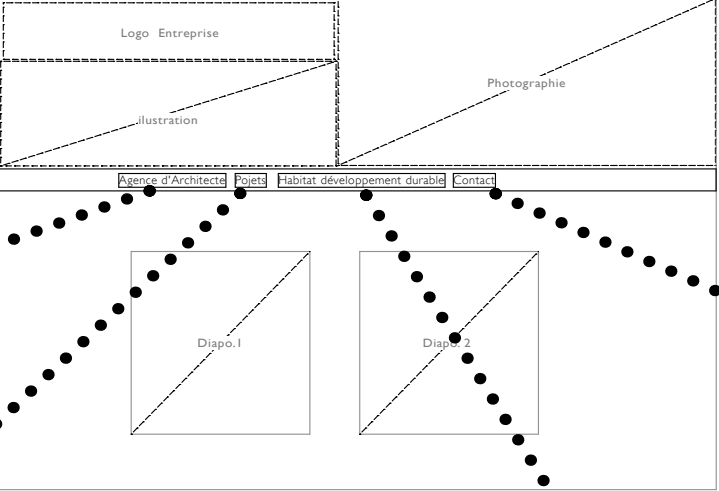 Logo Entreprise
Photographie
ilustration
Agence d'Architecte Pojets Habitat développement durable Contact
Diapo.1 Diapo. 2